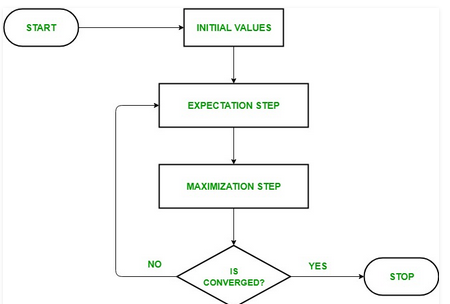 START
INITIIAL VALUES
EXPECTATION STEP
MAXIMIZATION STEP
NO
IS
CONVERGED?
YES
STOP